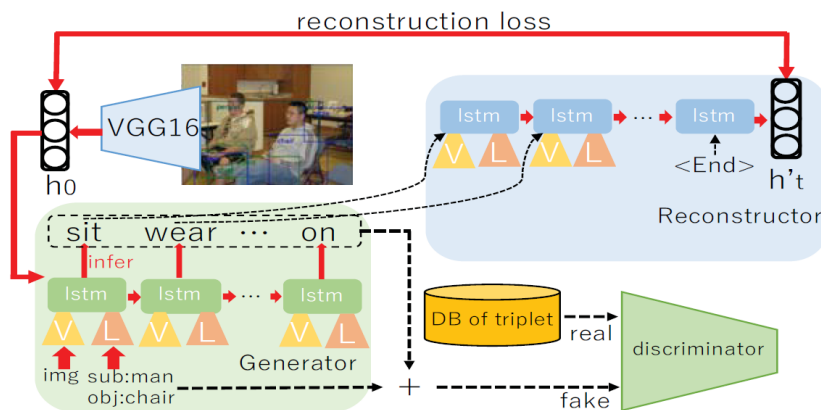 reconstruction loss
VGG16
h0
lstm
lstm
...
lstm
V
L
V
L
<End>
h't
Reconstructor
sit
wear
...
on
infer
lstm
lstm
...
lstm
V
L
V
L
V
L
Generator
img
sub:man
obj:chair
+
DB of triplet
real
fake
discriminator